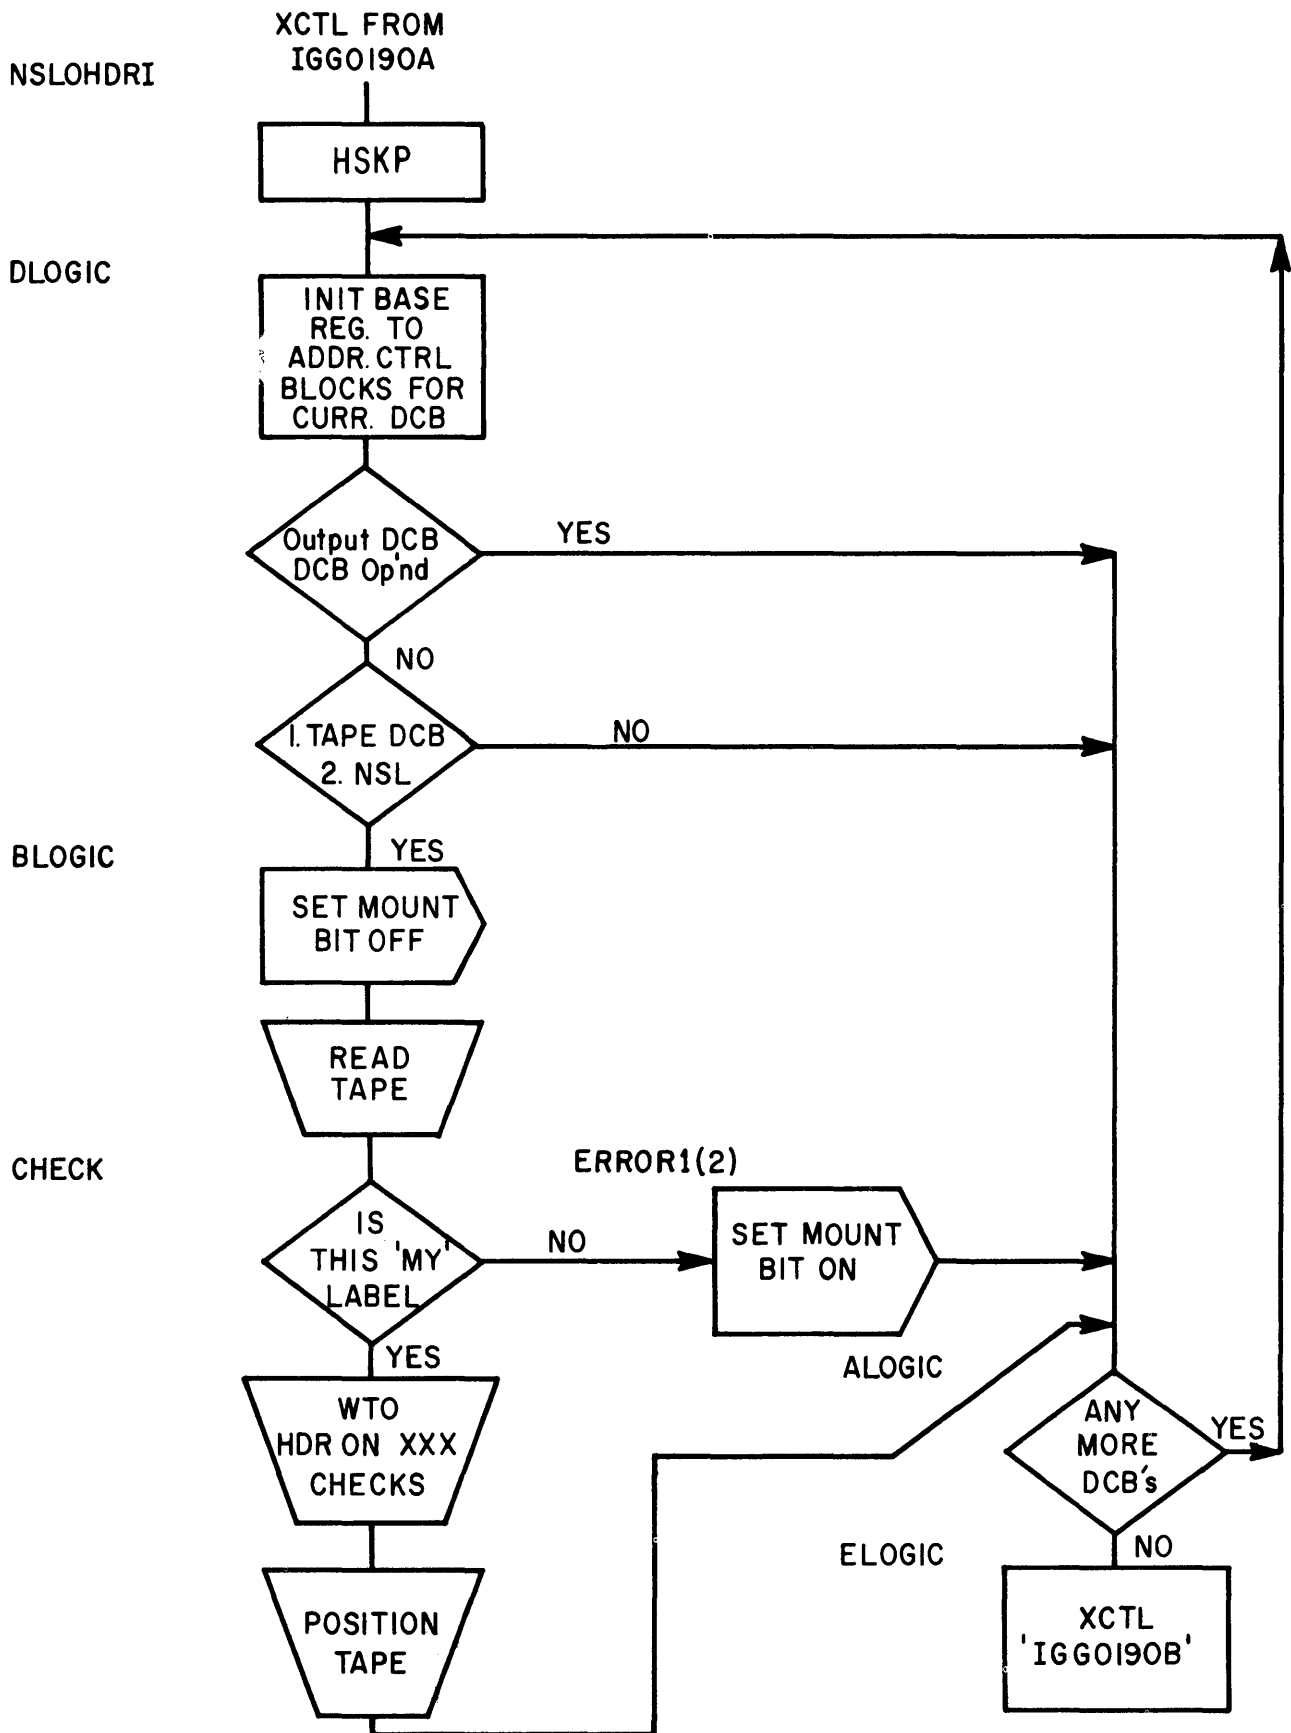 XCTL FROM
IGG0190A
NSLOHDRI
HSKP
DLOGIC
INIT BASE
REG. TO
ADDR. CTRL
BLOCKS FOR
CURR. DCB
Output DCB
DCB Op'nd
YES
NO
1. TAPE DCB
2. NSL
NO
YES
BLOGIC
SET MOUNT
BIT OFF
READ
TAPE
CHECK
IS
THIS 'MY'
LABEL
NO
ERROR1(2)
SET MOUNT
BIT ON
YES
WTO
HDR ON XXX
CHECKS
POSITION
TAPE
ALOGIC
ANY
MORE
DCB's
YES
NO
ELOGIC
XCTL
'IGG0190B'